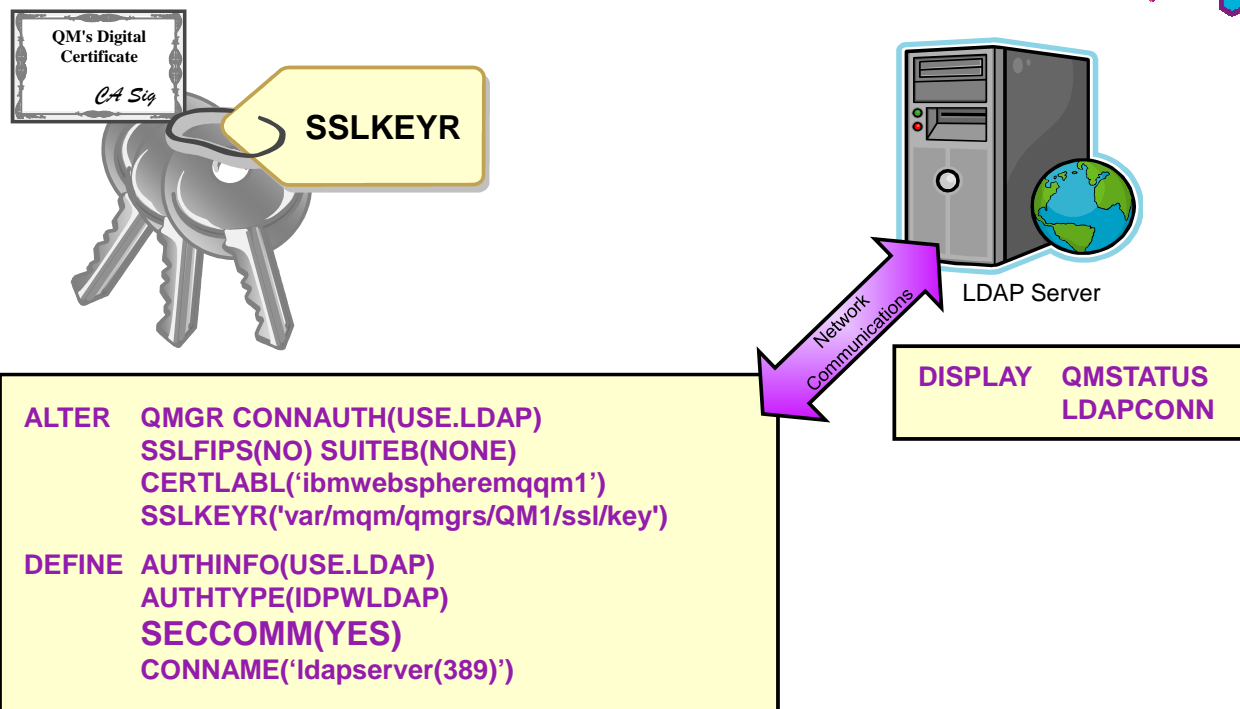 QM's Digital
Certificate
CA Sig
SSLKEYR
LDAP Server
Network
Communications
DISPLAY QMSTATUS
LDAPCONN
ALTER QMGR CONNAUTH(USE.LDAP)
SSLFIPS(NO) SUITEB(NONE)
CERTLABL(‘ibmwebspheremqqm1’)
SSLKEYR('var/mqm/qmgrs/QM1/ssl/key')
DEFINE AUTHINFO(USE.LDAP)
AUTHTYPE(IDPWLDAP)
SECCOMM(YES)
CONNAME(‘ldapserver(389)’)